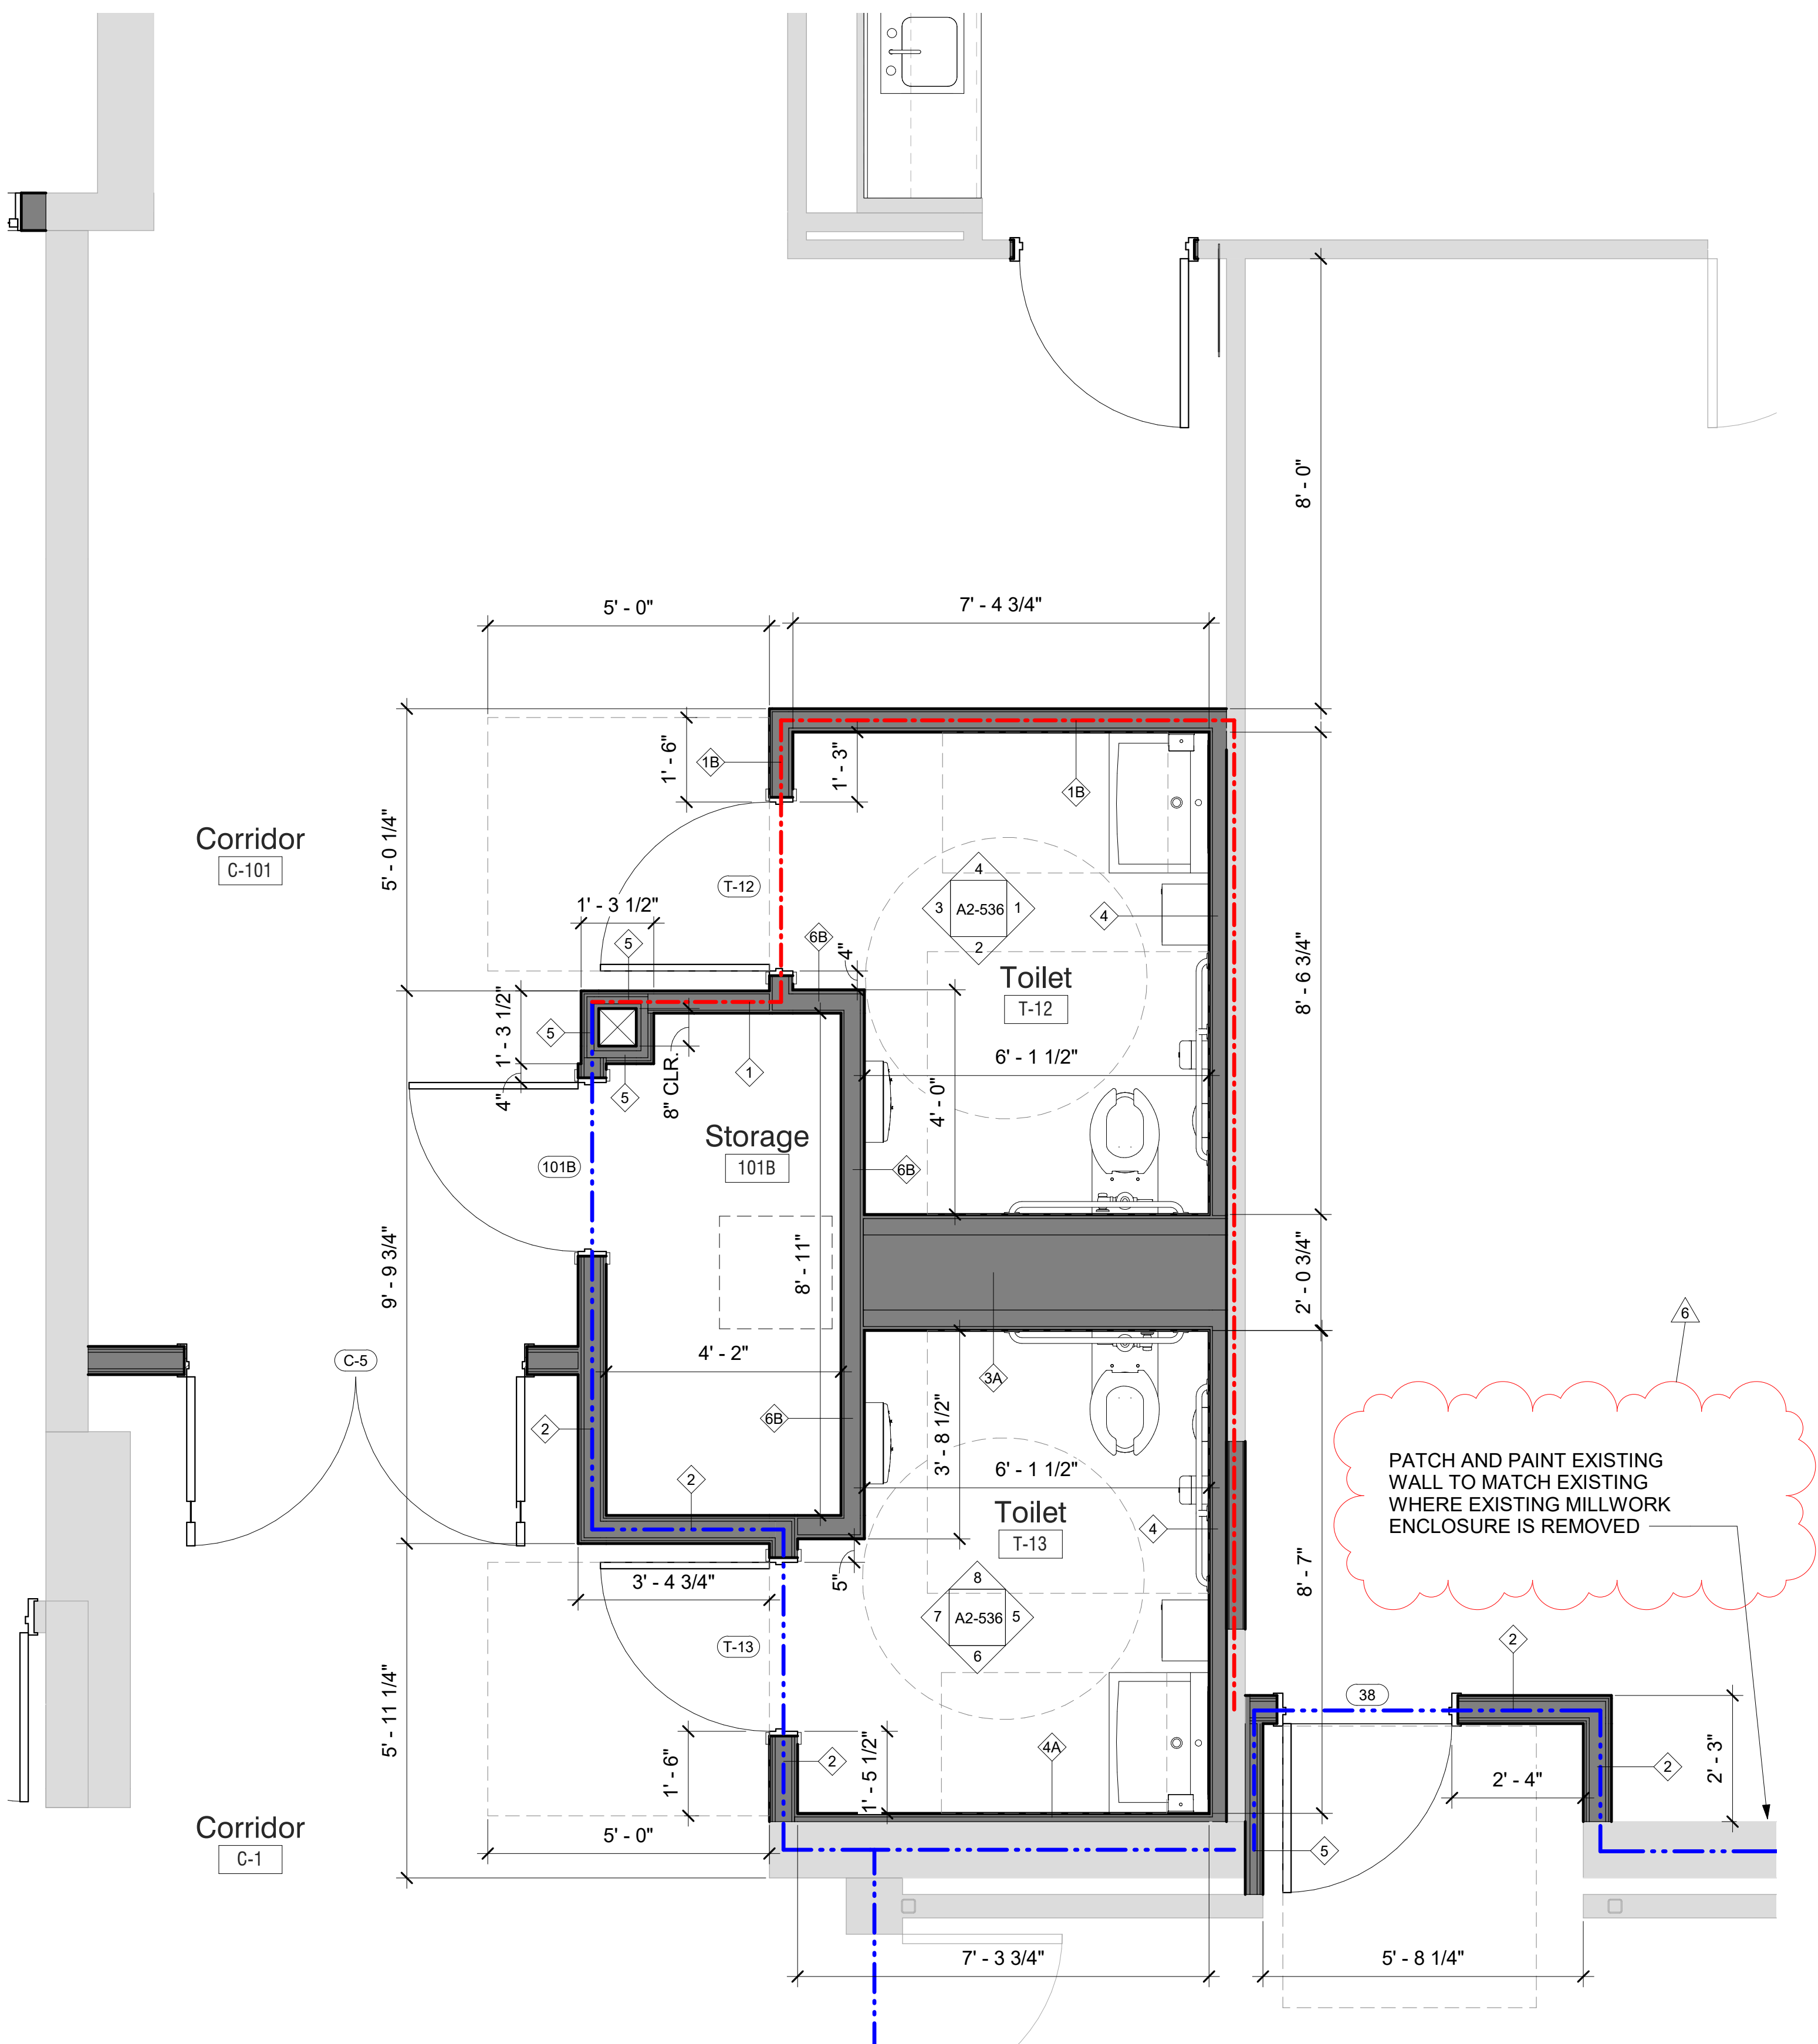 8' - 0"
5' - 0"
7' - 4 3/4"
1' - 6"
1B
1' - 3"
1B
Corridor
C-101
5' - 0 1/4"
T-12
4
3
A2-536
1
2
4
1' - 3 1/2"
5
6B
4"
8' - 6 3/4"
Toilet
T-12
1' - 3 1/2"
5
6' - 1 1/2"
4"
5
8" CLR.
1
4' - 0"
Storage
101B
101B
6B
9' - 9 3/4"
8' - 11"
2' - 0 3/4"
6
C-5
4' - 2"
3A
2
6B
3' - 8 1/2"
PATCH AND PAINT EXISTING
WALL TO MATCH EXISTING
WHERE EXISTING MILLWORK
ENCLOSURE IS REMOVED
2
6' - 1 1/2"
Toilet
T-13
4
3' - 4 3/4"
5"
8
7
A2-536
5
6
8' - 7"
T-13
2
38
5' - 11 1/4"
1' - 6"
2
1' - 5 1/2"
4A
2' - 4"
2
2' - 3"
Corridor
C-1
5' - 0"
5
7' - 3 3/4"
5' - 8 1/4"